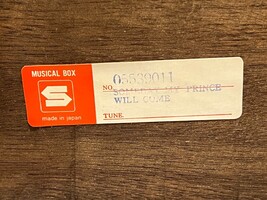 MUSICAL BOX
made in japan
05539011
NO.
SOMEDAY MY PRINCE
WILL COME
TUNE.